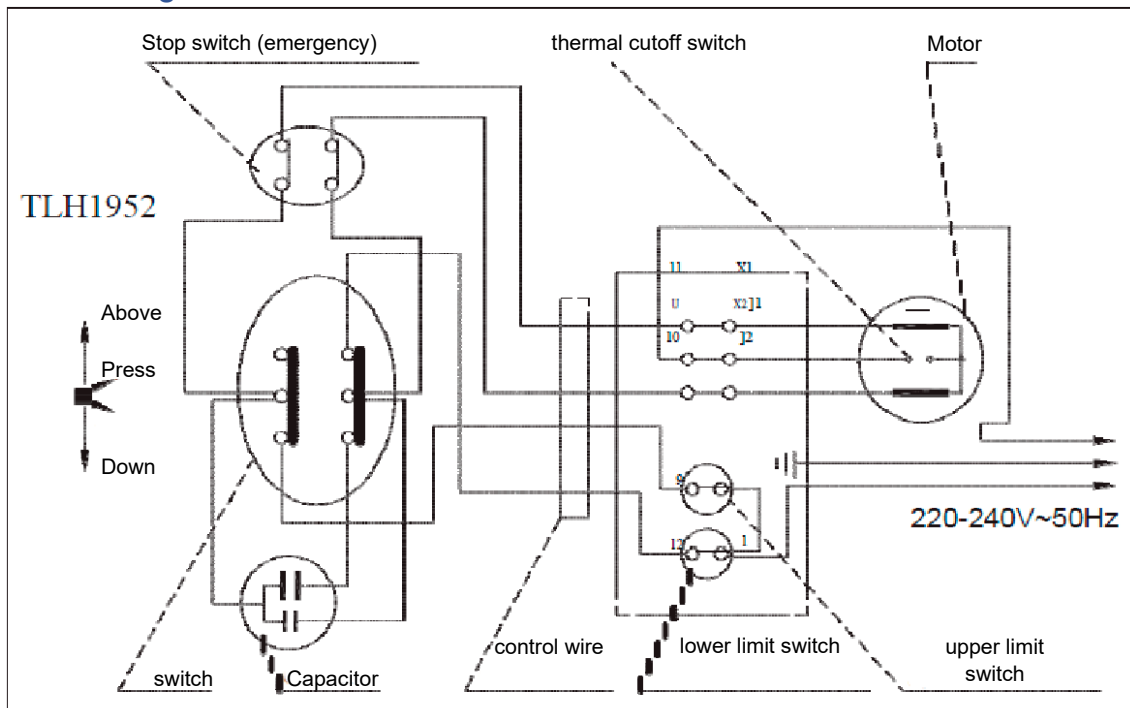 Stop switch (emergency)
thermal cutoff switch
Motor
TLH1952
11 X1
U X2 J1
10 J2
Above
Press
Down
9
12 1
220-240V~50Hz
switch
Capacitor
control wire
lower limit switch
upper limit
switch